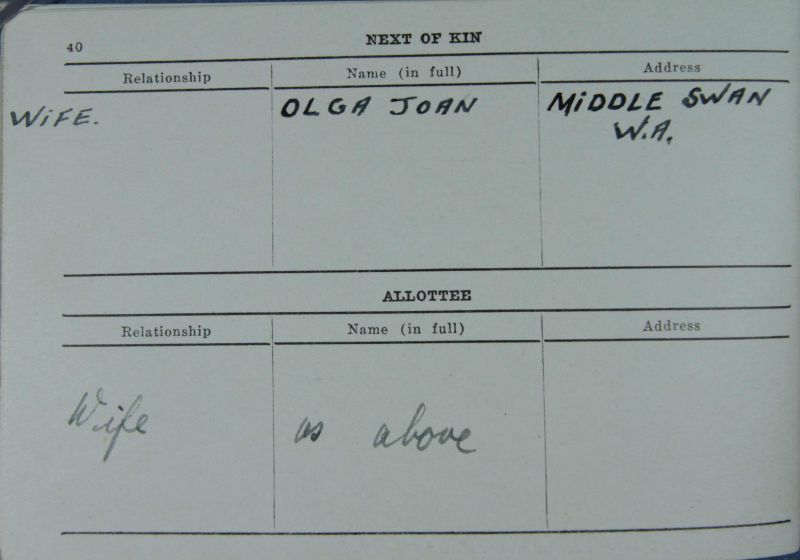 40
NEXT OF KIN
Relationship Name (in full) Address
WIFE. OLGA JOAN MIDDLE SWAN
W.A.
ALLOTTEE
Relationship Name (in full) Address
Wife as above